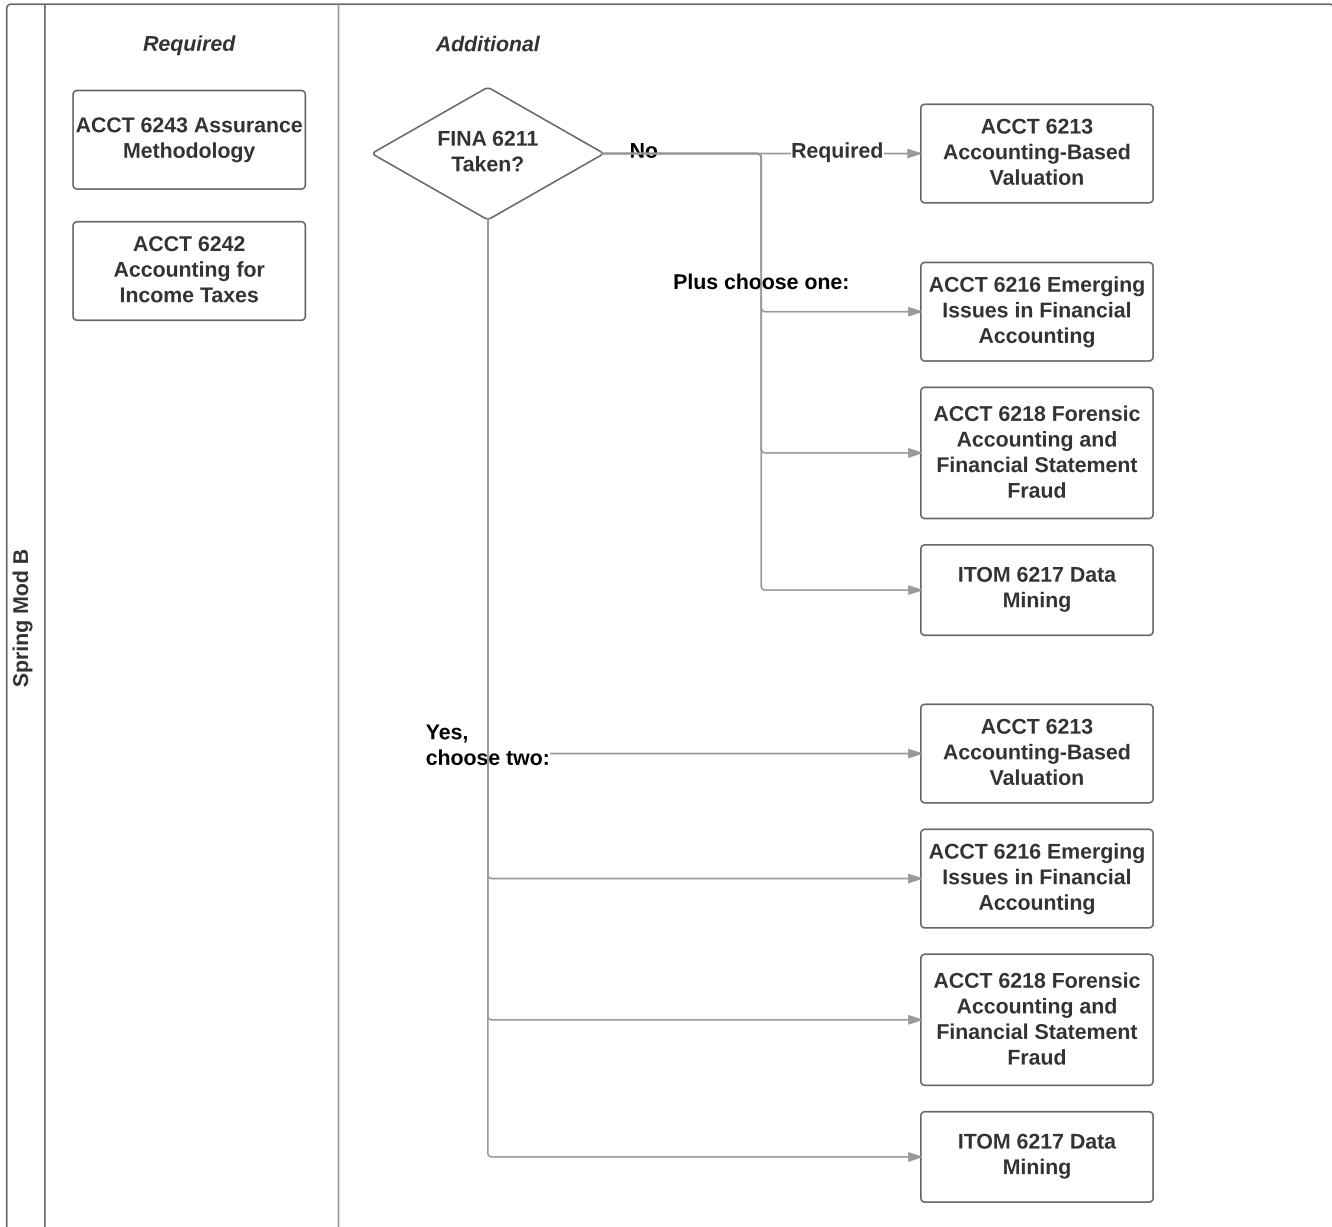 Spring Mod B
Required
ACCT 6243 Assurance
Methodology
ACCT 6242
Accounting for
Income Taxes
Additional
FINA 6211
Taken?
No
Required
ACCT 6213
Accounting-Based
Valuation
Plus choose one:
ACCT 6216 Emerging
Issues in Financial
Accounting
ACCT 6218 Forensic
Accounting and
Financial Statement
Fraud
ITOM 6217 Data
Mining
Yes,
choose two:
ACCT 6213
Accounting-Based
Valuation
ACCT 6216 Emerging
Issues in Financial
Accounting
ACCT 6218 Forensic
Accounting and
Financial Statement
Fraud
ITOM 6217 Data
Mining